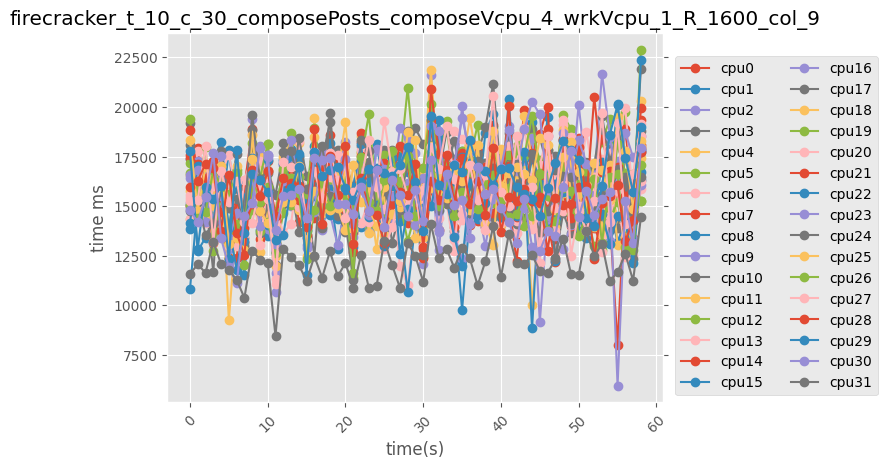 firecracker_t_10_c_30_composePosts_composeVcpu_4_wrkVcpu_1_R_1600_col_9
22500
20000
17500
15000
12500
10000
7500
time ms
0
10
20
30
40
50
60
time(s)
cpu0
cpu1
cpu2
cpu3
cpu4
cpu5
cpu6
cpu7
cpu8
cpu9
cpu10
cpu11
cpu12
cpu13
cpu14
cpu15
cpu16
cpu17
cpu18
cpu19
cpu20
cpu21
cpu22
cpu23
cpu24
cpu25
cpu26
cpu27
cpu28
cpu29
cpu30
cpu31